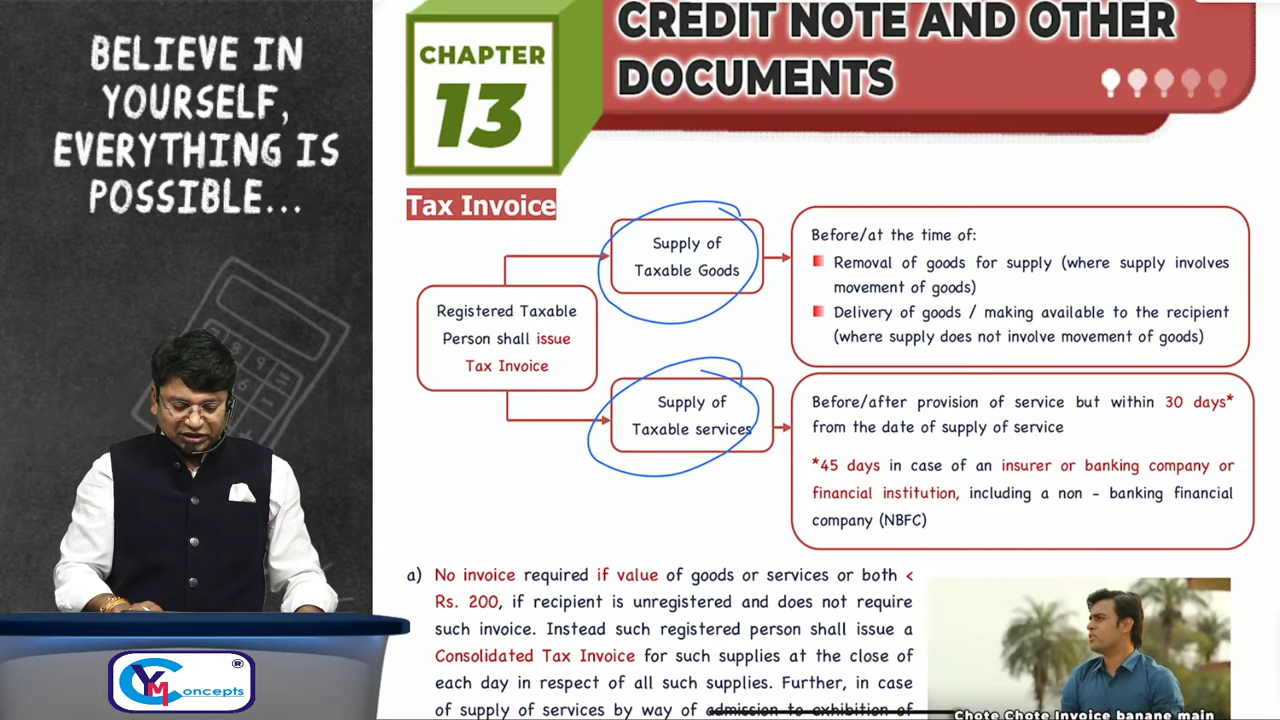 BELIEVE IN
YOURSELF,
EVERYTHING IS
POSSIBLE...
CYM Concepts ®
CHAPTER
13
CREDIT NOTE AND OTHER
DOCUMENTS
Tax Invoice
Registered Taxable
Person shall issue
Tax Invoice
Supply of
Taxable Goods
Before/at the time of:
Removal of goods for supply (where supply involves
movement of goods)
Delivery of goods / making available to the recipient
(where supply does not involve movement of goods)
Supply of
Taxable services
Before/after provision of service but within 30 days*
from the date of supply of service
*45 days in case of an insurer or banking company or
financial institution, including a non - banking financial
company (NBFC)
a) No invoice required if value of goods or services or both <
Rs. 200, if recipient is unregistered and does not require
such invoice. Instead such registered person shall issue a
Consolidated Tax Invoice for such supplies at the close of
each day in respect of all such supplies. Further, in case
of supply of services by way of admission to exhibition of
Chote Chote Invoice banane main